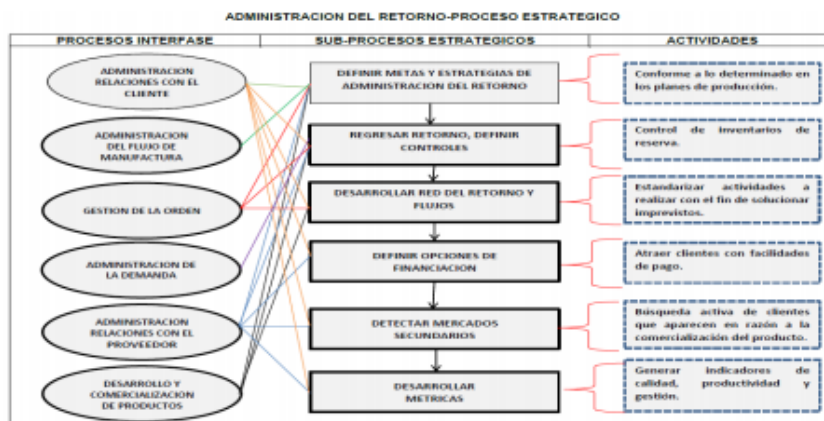 ADMINISTRACION DEL RETORNO-PROCESO ESTRATEGICO
PROCESOS INTERFASE
SUB-PROCESOS ESTRATEGICOS
ACTIVIDADES
ADMINISTRACION
RELACIONES CON EL
CLIENTE
DEFINIR METAS Y ESTRATEGIAS DE
ADMINISTRACION DEL RETORNO
Conforme a lo determinado en
los planes de producción.
ADMINISTRACION
DEL FLUJO DE
MANUFACTURA
REGRESAR RETORNO, DEFINIR
CONTROLES
Control de inventarios de
reserva.
GESTION DE LA ORDEN
DESARROLLAR RED DEL RETORNO Y
FLUJOS
Estandarizar actividades a
realizar con el fin de solucionar
imprevistos.
ADMINISTRACION DE
LA DEMANDA
DEFINIR OPCIONES DE
FINANCIACION
Atraer clientes con facilidades
de pago.
ADMINISTRACION
RELACIONES CON EL
PROVEEDOR
DETECTAR MERCADOS
SECUNDARIOS
Búsqueda activa de clientes
que aparecen en razón a la
comercialización del producto.
DESARROLLO Y
COMERCIALIZACION
DE PRODUCTOS
DESARROLLAR
METRICAS
Generar indicadores de
calidad, productividad y
gestión.